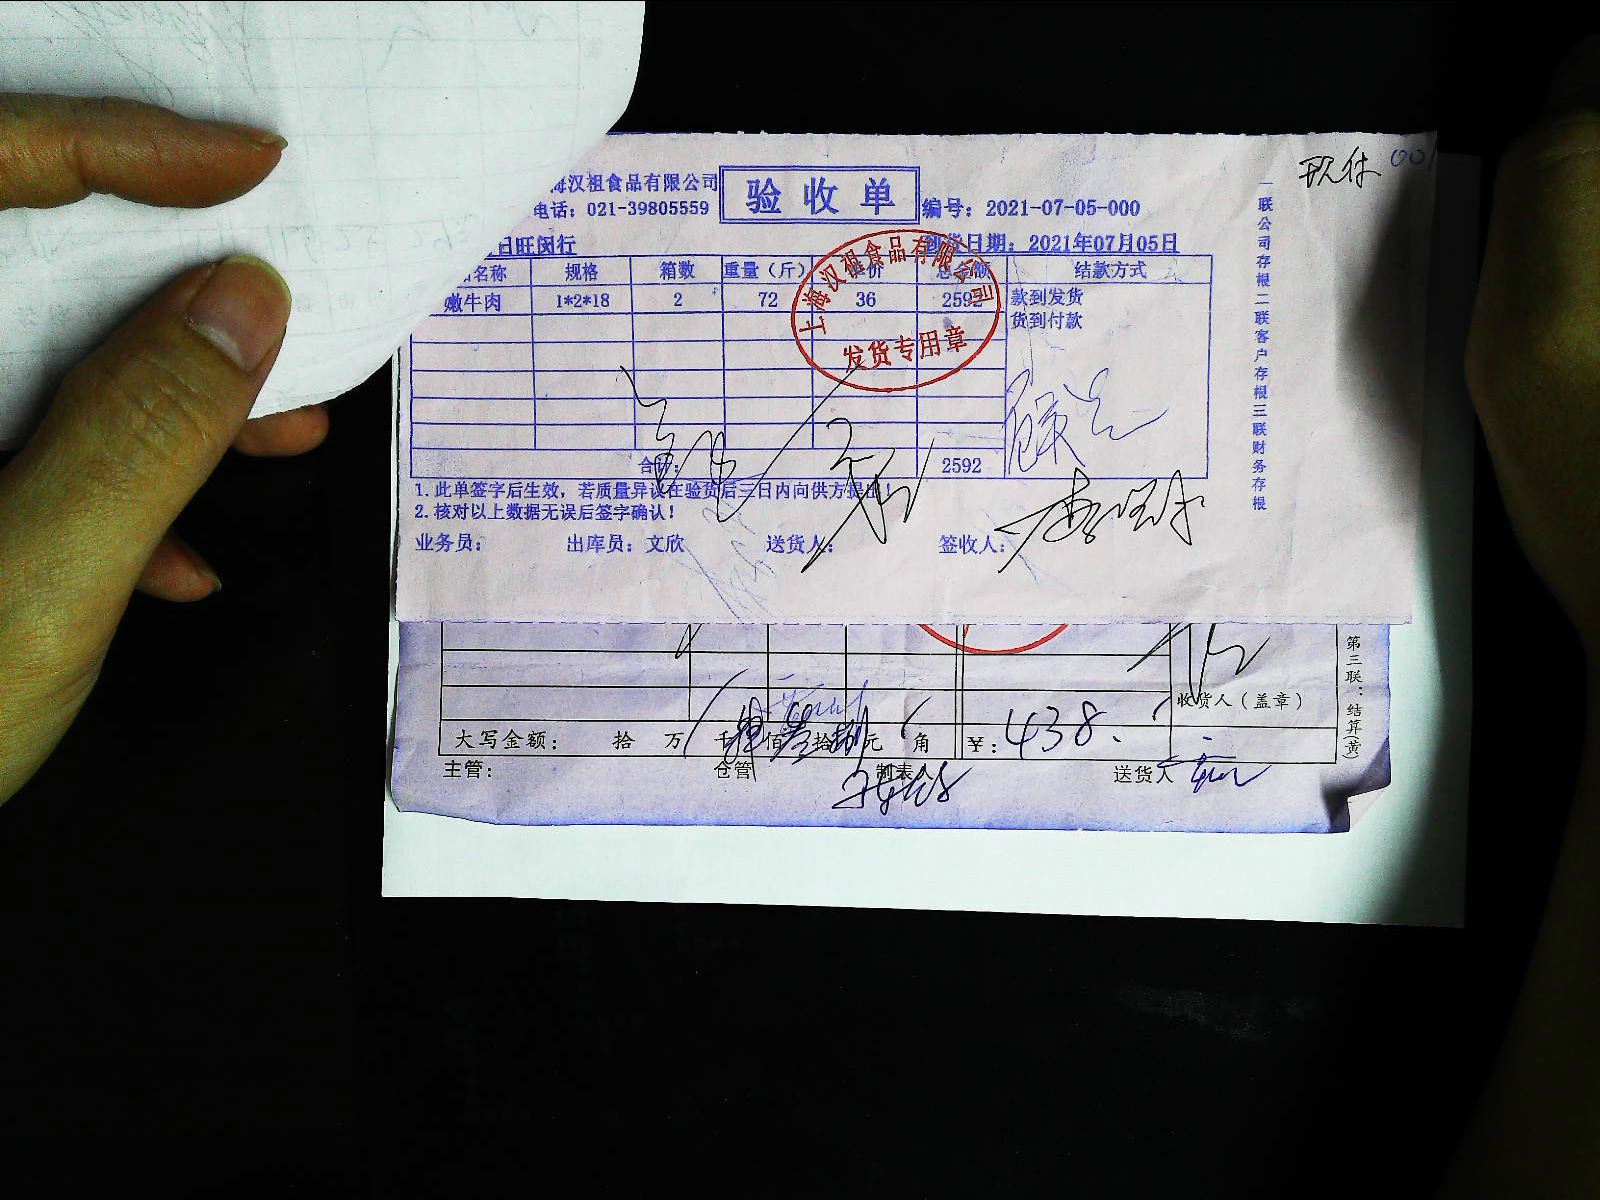 海汉祖食品有限公司 验收单 现付
电话：021-39805559 编号：2021-07-05-000
日旺闵行 到货日期：2021年07月05日
名称 规格 箱数 重量（斤） 单价 总金额 结款方式
嫩牛肉 1*2*18 2 72 36 2592 款到发货
货到付款
上海汉祖食品有限公司
发货专用章
合计： 2592
1.此单签字后生效，若质量异议在验货后三日内向供方提出！
2.核对以上数据无误后签字确认！
业务员： 出库员：文欣 送货人： 签收人：
一联公司存根二联客户存根三联财务存根
收货人（盖章）
大写金额： 拾 万 千 佰 拾 元 角 ￥：438.
主管： 仓管 制表人 送货人
第三联：结算（黄）